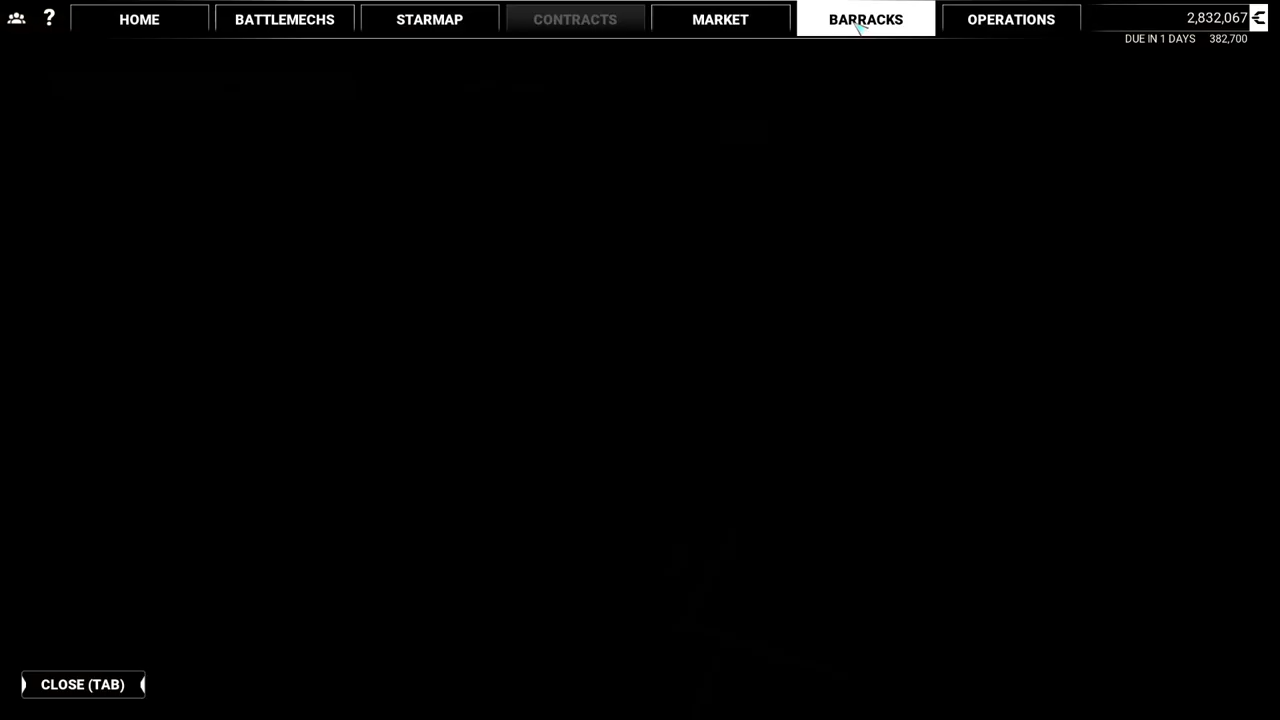 ? HOME BATTLEMECHS STARMAP CONTRACTS MARKET BARRACKS OPERATIONS 2,832,067
DUE IN 1 DAYS 382,700
CLOSE (TAB)